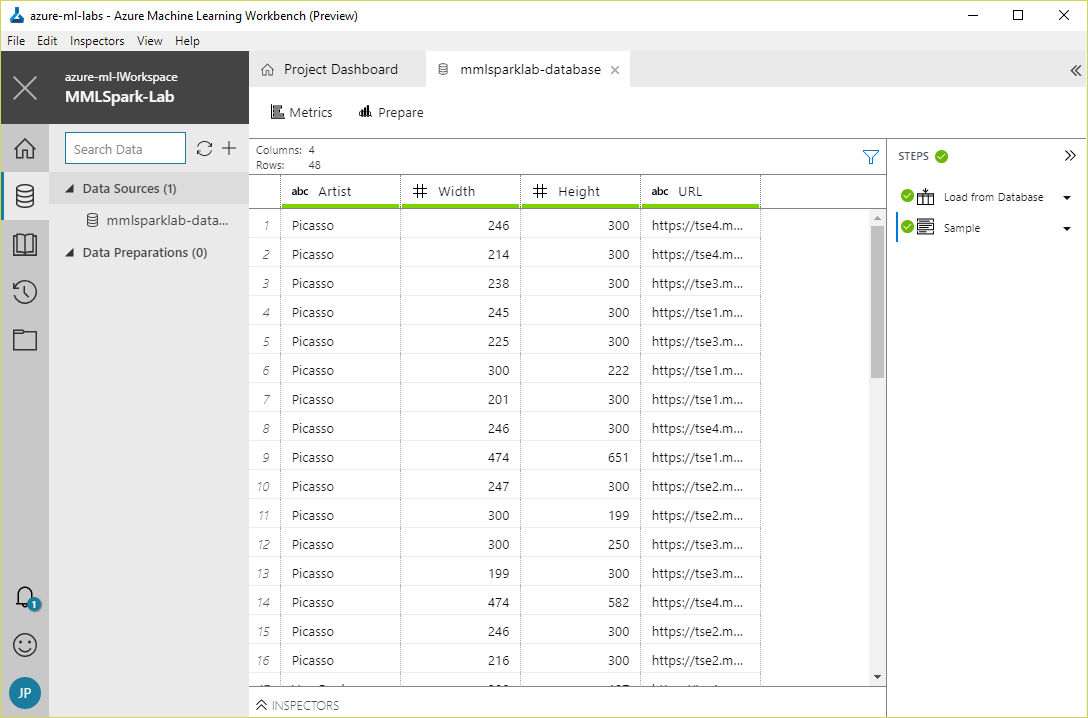 azure-ml-labs - Azure Machine Learning Workbench (Preview)
File Edit Inspectors View Help
azure-ml-lWorkspace
MMLSpark-Lab
Project Dashboard
mmlsparklab-database
Metrics
Prepare
Search Data
Data Sources (1)
mmlsparklab-data...
Data Preparations (0)
1
JP
Columns: 4
Rows: 48
abc Artist # Width # Height abc URL
1 Picasso 246 300 https://tse4.m...
2 Picasso 214 300 https://tse4.m...
3 Picasso 238 300 https://tse3.m...
4 Picasso 245 300 https://tse1.m...
5 Picasso 225 300 https://tse3.m...
6 Picasso 300 222 https://tse1.m...
7 Picasso 201 300 https://tse1.m...
8 Picasso 246 300 https://tse4.m...
9 Picasso 474 651 https://tse1.m...
10 Picasso 247 300 https://tse2.m...
11 Picasso 300 199 https://tse2.m...
12 Picasso 300 250 https://tse3.m...
13 Picasso 199 300 https://tse3.m...
14 Picasso 474 582 https://tse4.m...
15 Picasso 246 300 https://tse2.m...
16 Picasso 216 300 https://tse2.m...
INSPECTORS
STEPS
Load from Database
Sample